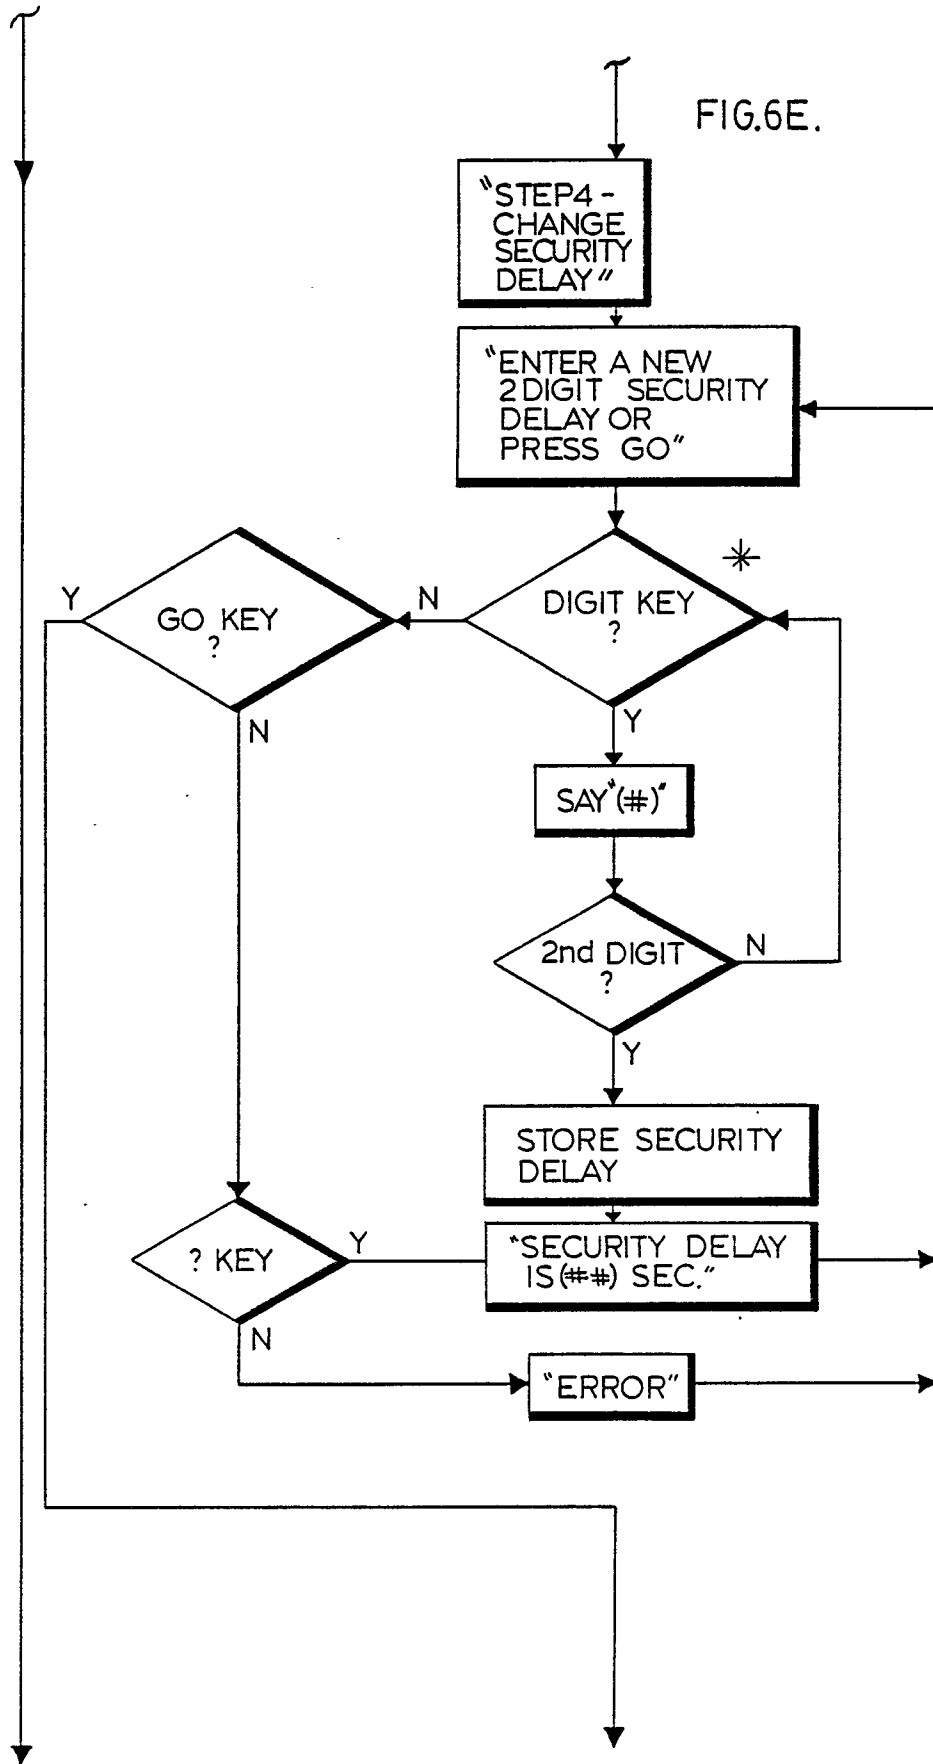 FIG.6E.
"STEP4-
CHANGE
SECURITY
DELAY"
"ENTER A NEW
2 DIGIT SECURITY
DELAY OR
PRESS GO"
*
DIGIT KEY
?
N
Y
GO KEY
?
Y
N
SAY"(#)"
2nd DIGIT
?
N
Y
STORE SECURITY
DELAY
? KEY
Y
N
"SECURITY DELAY
IS(##) SEC."
"ERROR"